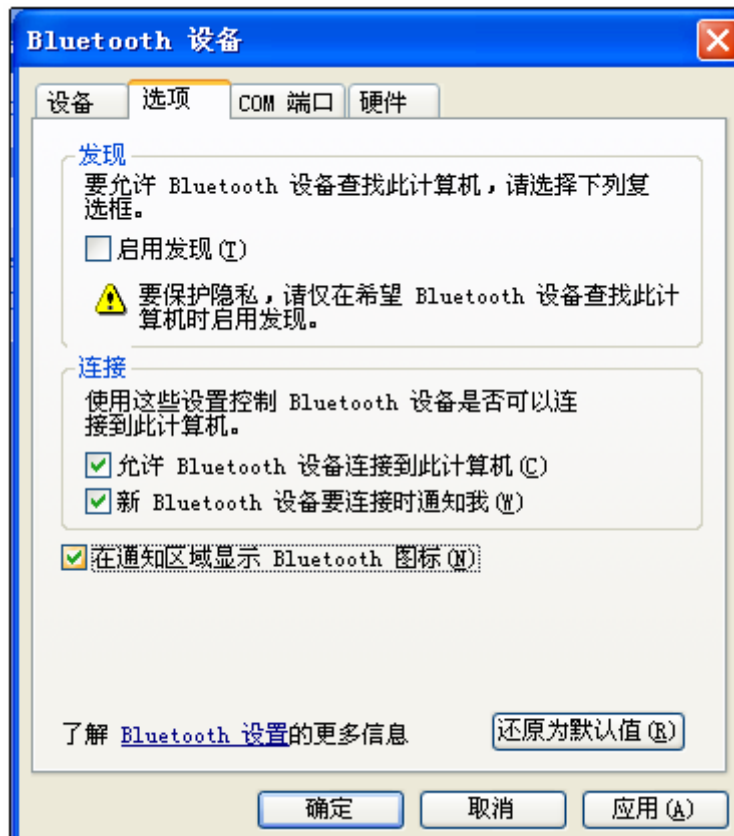 Bluetooth 设备
设备
选项
COM 端口
硬件
发现
要允许 Bluetooth 设备查找此计算机，请选择下列复
选框。
启用发现(T)
要保护隐私，请仅在希望 Bluetooth 设备查找此计
算机时启用发现。
连接
使用这些设置控制 Bluetooth 设备是否可以连
接到此计算机。
允许 Bluetooth 设备连接到此计算机(C)
新 Bluetooth 设备要连接时通知我(W)
在通知区域显示 Bluetooth 图标(N)
了解 Bluetooth 设置的更多信息
还原为默认值(R)
确定
取消
应用(A)